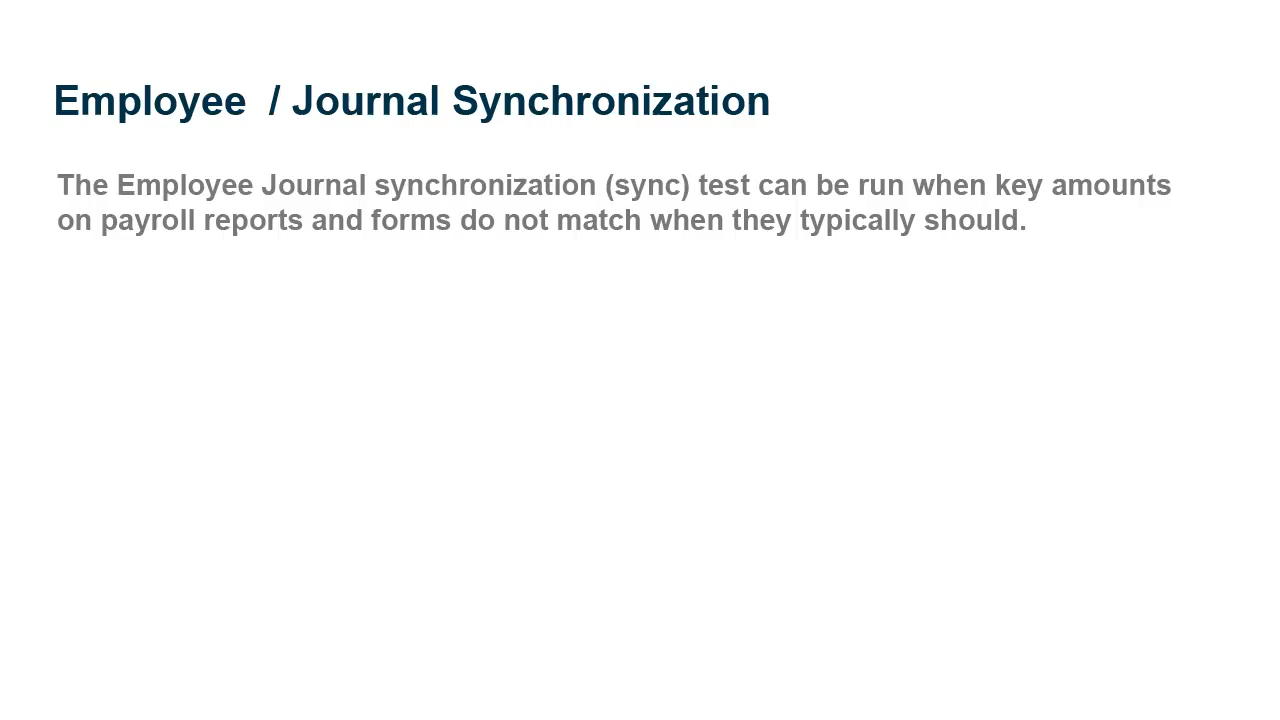 Employee  / Journal Synchronization
The Employee Journal synchronization (sync) test can be run when key amounts
on payroll reports and forms do not match when they typically should.